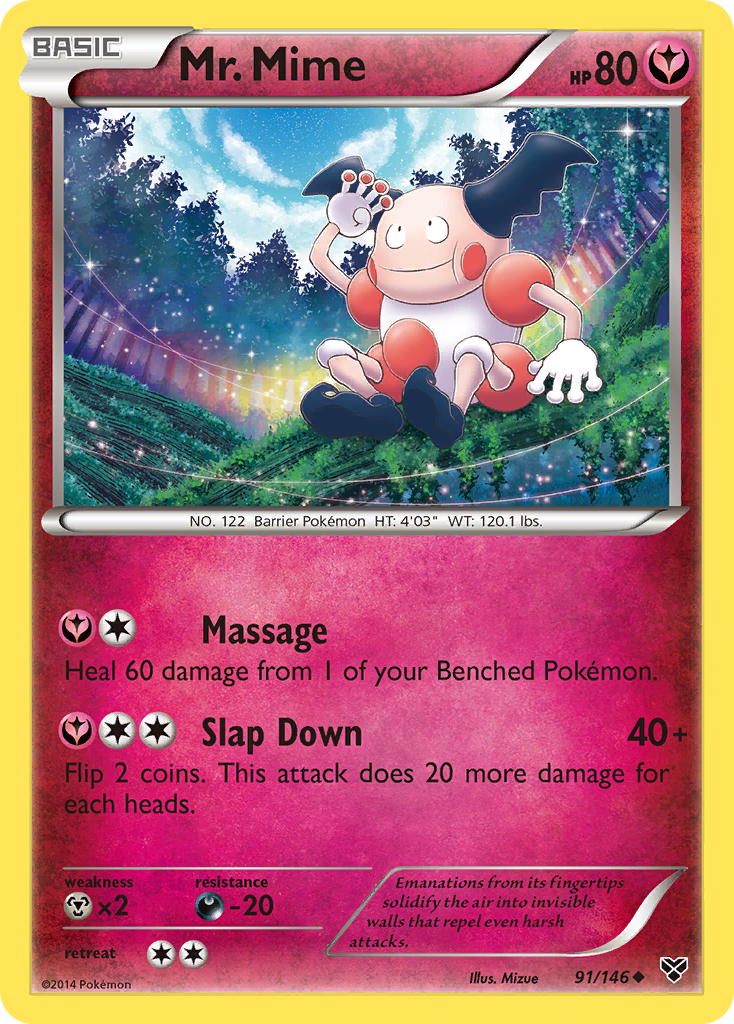 BASIC
Mr. Mime
HP 80
NO. 122 Barrier Pokémon HT: 4'03" WT: 120.1 lbs.
Massage
Heal 60 damage from 1 of your Benched Pokémon.
Slap Down 40+
Flip 2 coins. This attack does 20 more damage for
each heads.
weakness
×2
resistance
-20
retreat
Emanations from its fingertips
solidify the air into invisible
walls that repel even harsh
attacks.
©2014 Pokémon
Illus. Mizue
91/146